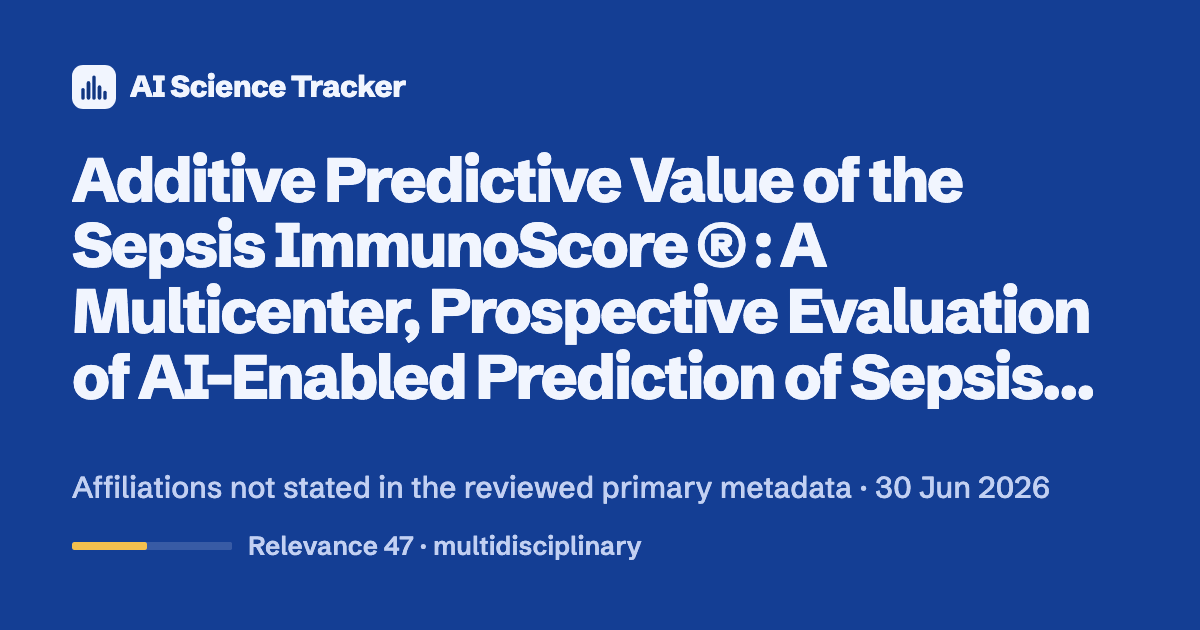 AI Science Tracker
Additive Predictive Value of the
Sepsis ImmunoScore ® : A
Multicenter, Prospective Evaluation
of AI-Enabled Prediction of Sepsis...
Affiliations not stated in the reviewed primary metadata · 30 Jun 2026
Relevance 47 · multidisciplinary